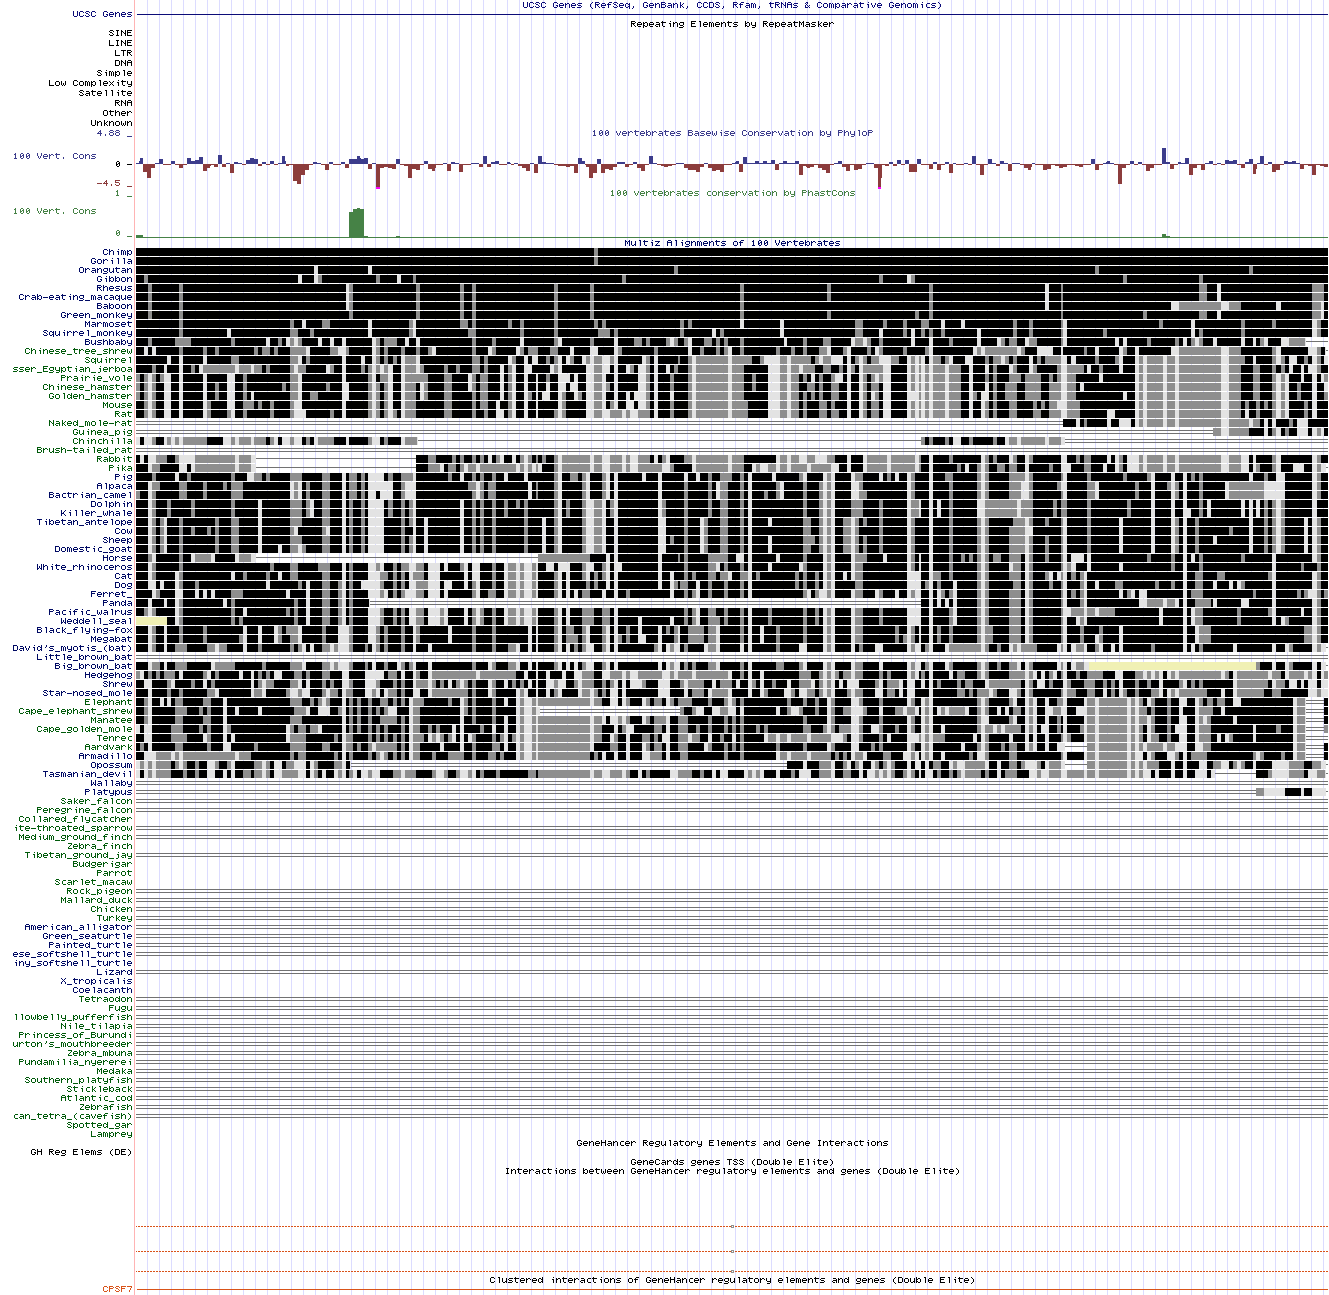 UCSC Genes (RefSeq, GenBank, CCDS, Rfam, tRNAs & Comparative Genomics)
UCSC Genes
Repeating Elements by RepeatMasker
SINE
LINE
LTR
DNA
Simple
Low Complexity
Satellite
RNA
Other
Unknown
4.88 _
100 vertebrates Basewise Conservation by PhyloP
100 Vert. Cons
0 _
-4.5 _
100 vertebrates conservation by PhastCons
1 _
100 Vert. Cons
0 _
Multiz Alignments of 100 Vertebrates
Chimp
Gorilla
Orangutan
Gibbon
Rhesus
Crab-eating_macaque
Baboon
Green_monkey
Marmoset
Squirrel_monkey
Bushbaby
Chinese_tree_shrew
Squirrel
sser_Egyptian_jerboa
Prairie_vole
Chinese_hamster
Golden_hamster
Mouse
Rat
Naked_mole-rat
Guinea_pig
Chinchilla
Brush-tailed_rat
Rabbit
Pika
Pig
Alpaca
Bactrian_camel
Dolphin
Killer_whale
Tibetan_antelope
Cow
Sheep
Domestic_goat
Horse
White_rhinoceros
Cat
Dog
Ferret_
Panda
Pacific_walrus
Weddell_seal
Black_flying-fox
Megabat
David's_myotis_(bat)
Little_brown_bat
Big_brown_bat
Hedgehog
Shrew
Star-nosed_mole
Elephant
Cape_elephant_shrew
Manatee
Cape_golden_mole
Tenrec
Aardvark
Armadillo
Opossum
Tasmanian_devil
Wallaby
Platypus
Saker_falcon
Peregrine_falcon
Collared_flycatcher
ite-throated_sparrow
Medium_ground_finch
Zebra_finch
Tibetan_ground_jay
Budgerigar
Parrot
Scarlet_macaw
Rock_pigeon
Mallard_duck
Chicken
Turkey
American_alligator
Green_seaturtle
Painted_turtle
ese_softshell_turtle
iny_softshell_turtle
Lizard
X_tropicalis
Coelacanth
Tetraodon
Fugu
llowbelly_pufferfish
Nile_tilapia
Princess_of_Burundi
urton's_mouthbreeder
Zebra_mbuna
Pundamilia_nyererei
Medaka
Southern_platyfish
Stickleback
Atlantic_cod
Zebrafish
can_tetra_(cavefish)
Spotted_gar
Lamprey
GeneHancer Regulatory Elements and Gene Interactions
GH Reg Elems (DE)
GeneCards genes TSS (Double Elite)
Interactions between GeneHancer regulatory elements and genes (Double Elite)
Clustered interactions of GeneHancer regulatory elements and genes (Double Elite)
CPSF7